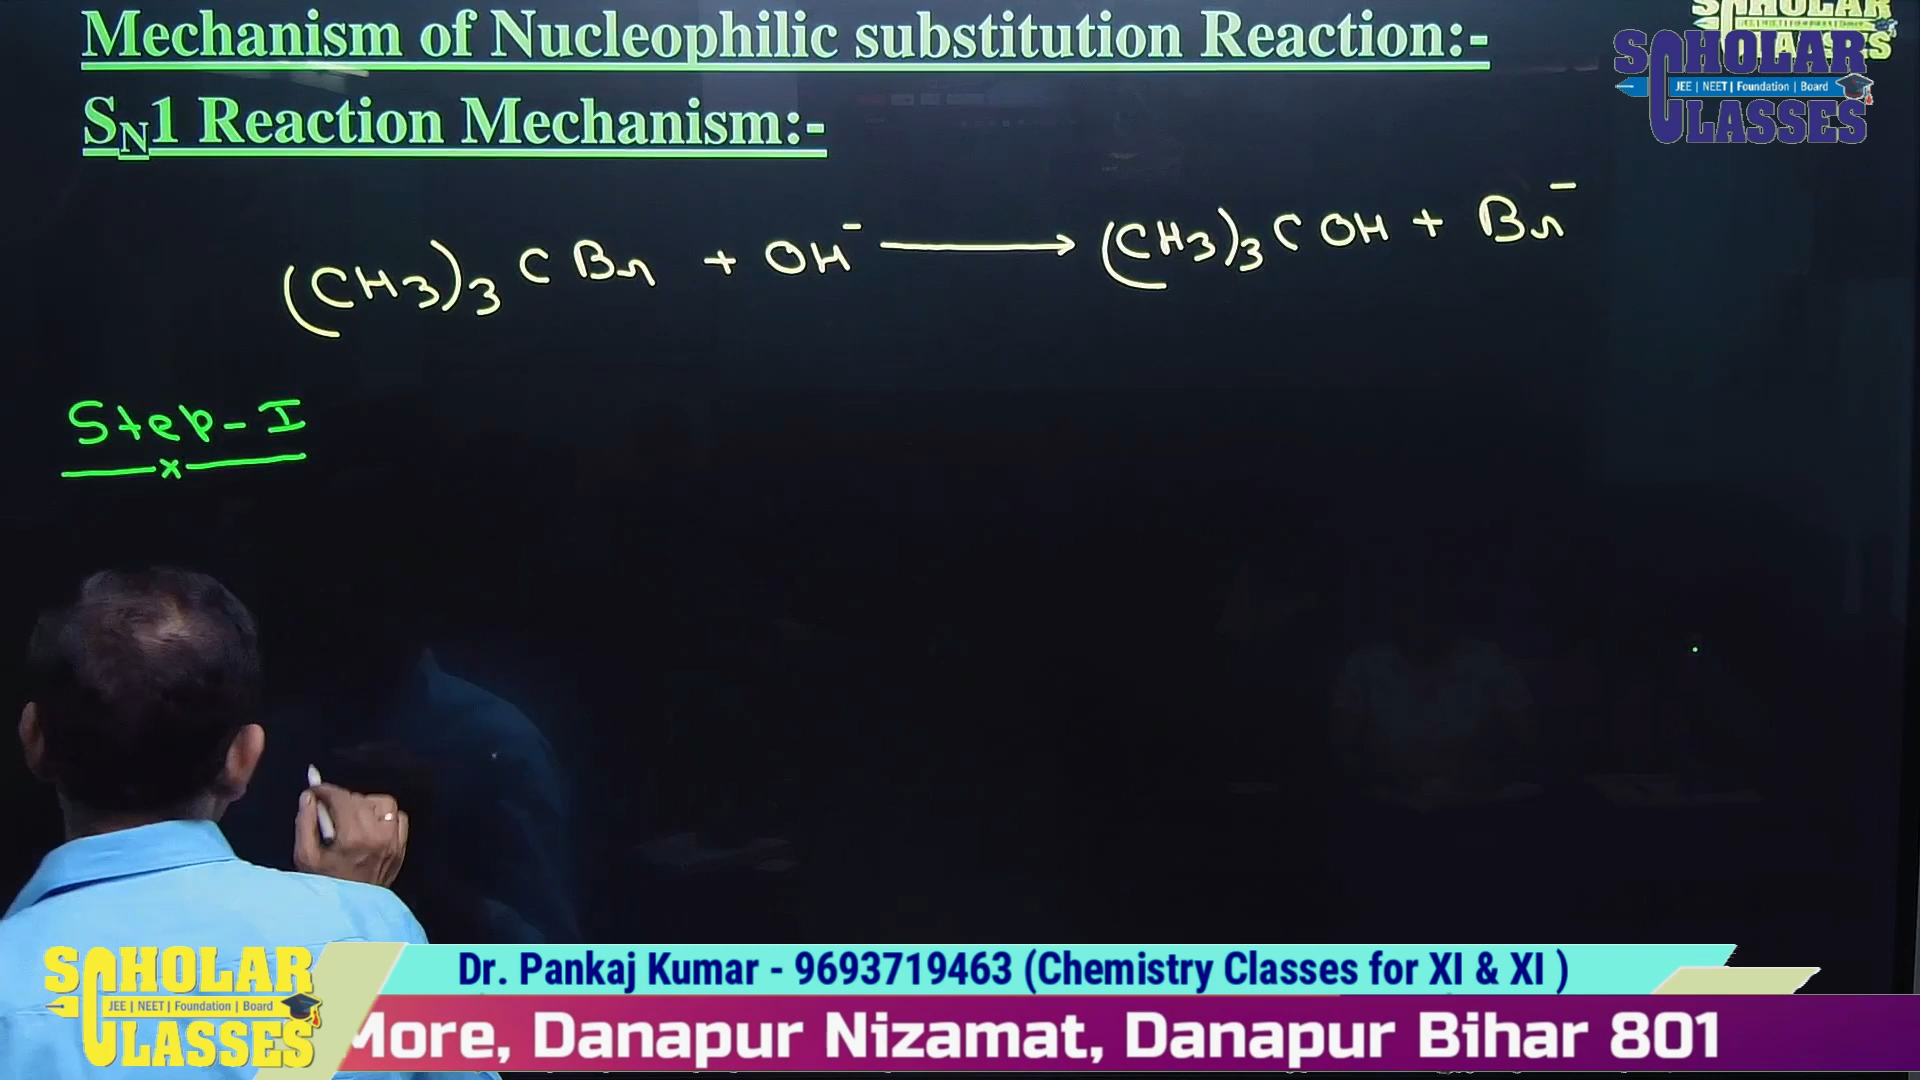 Mechanism of Nucleophilic substitution Reaction:-
SCHOLAR
CLASSES
JEE | NEET | Foundation | Board
S_N1 Reaction Mechanism:-
(CH3)3 C Br + OH⁻ ⟶ (CH3)3 C OH + Br⁻
Step-I
x
SCHOLAR
JEE | NEET | Foundation | Board
CLASSES
Dr. Pankaj Kumar - 9693719463 (Chemistry Classes for XI & XI )
More, Danapur Nizamat, Danapur Bihar 801